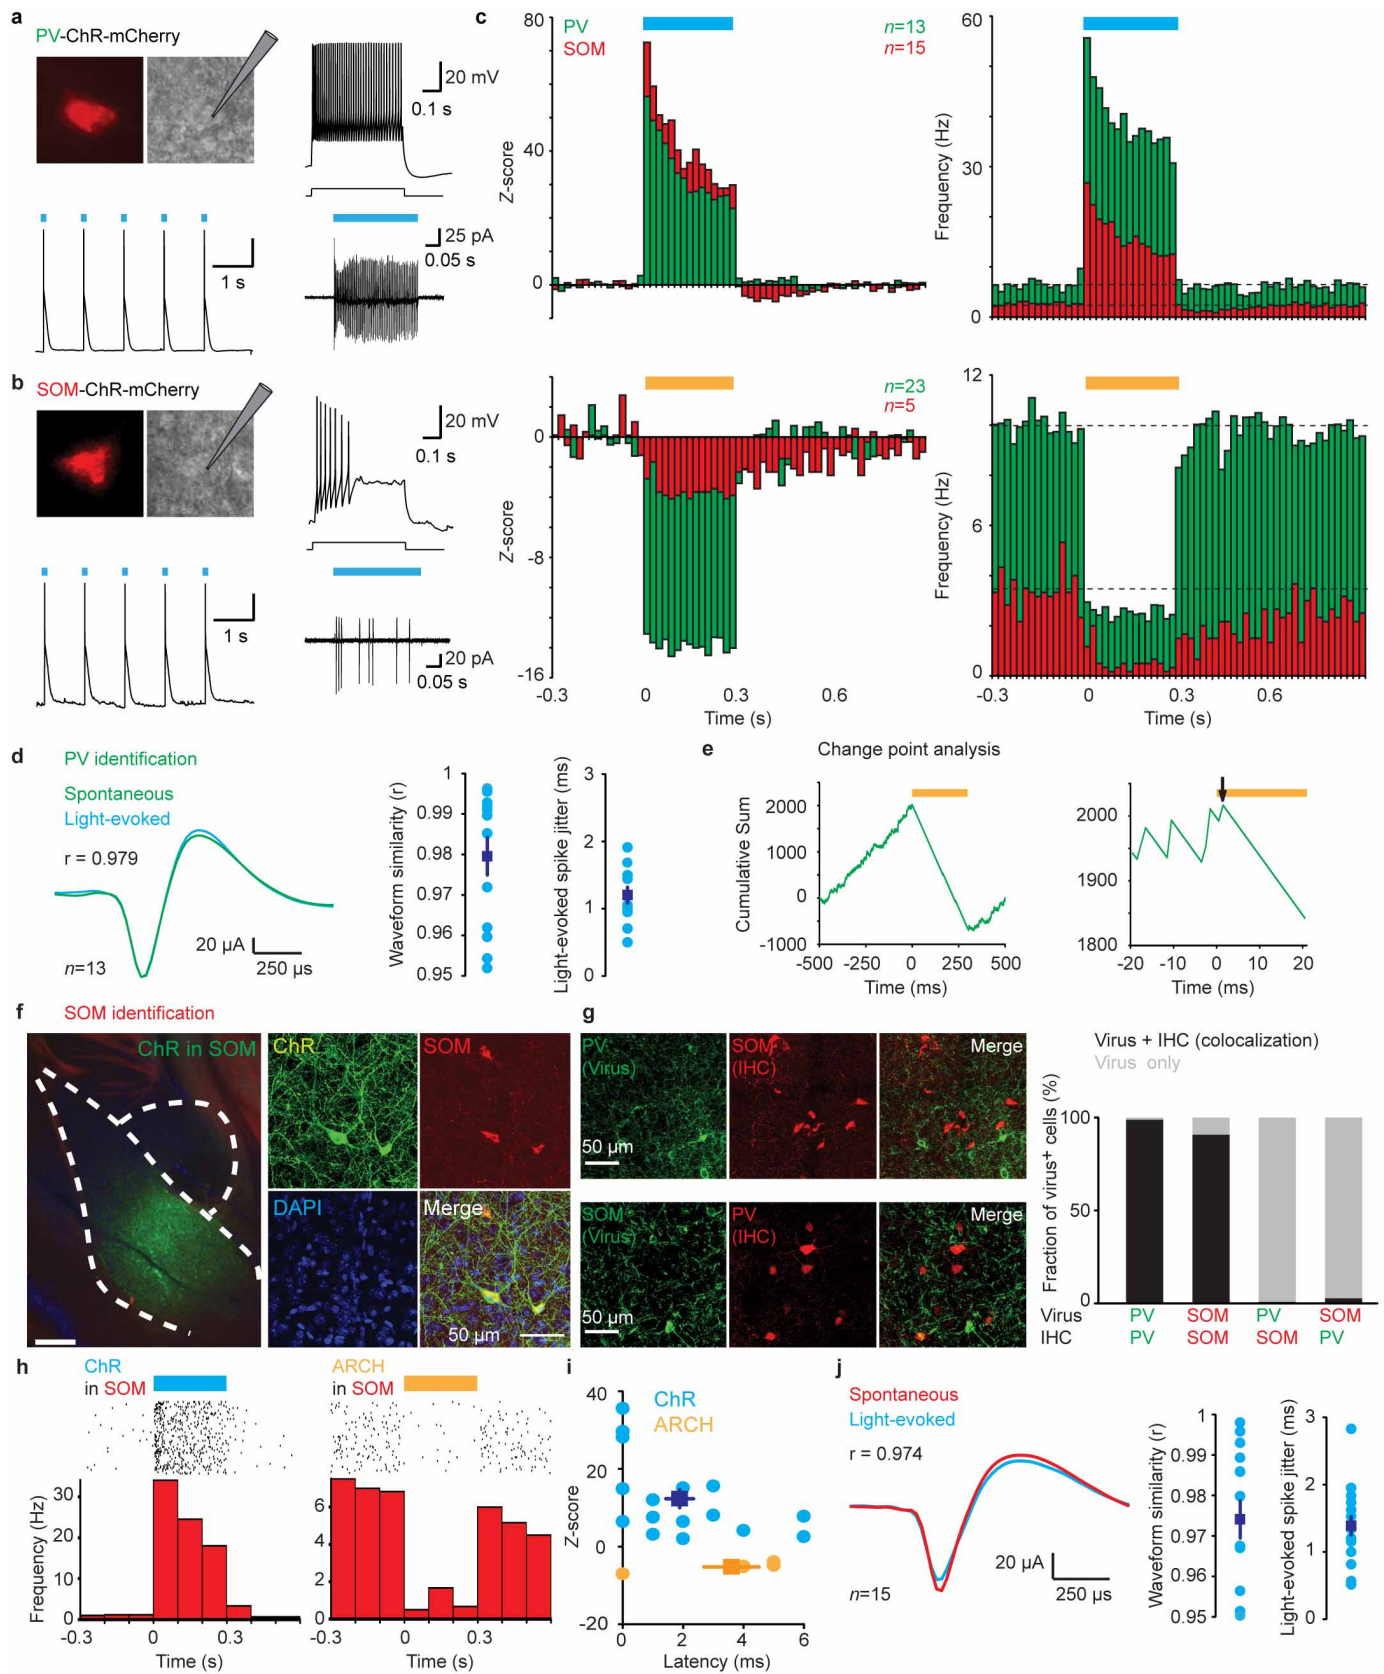 a
PV-ChR-mCherry
20 mV
0.1 s
1 s
25 pA
0.05 s
b
SOM-ChR-mCherry
20 mV
0.1 s
1 s
20 pA
0.05 s
c
PV
SOM
n=13
n=15
80
40
0
Z-score
60
30
0
Frequency (Hz)
n=23
n=5
0
-8
-16
Z-score
-0.3
0
0.3
0.6
Time (s)
12
6
0
Frequency (Hz)
-0.3
0
0.3
0.6
Time (s)
d
PV identification
Spontaneous
Light-evoked
r = 0.979
n=13
20 µA
250 µs
Waveform similarity (r)
1
0.99
0.98
0.97
0.96
0.95
Light-evoked spike jitter (ms)
3
2
1
0
e
Change point analysis
Cumulative Sum
2000
1000
0
-1000
-500
-250
0
250
500
Time (ms)
2000
1900
1800
-20
-10
0
10
20
Time (ms)
f
SOM identification
ChR in SOM
ChR
SOM
DAPI
Merge
50 µm
g
PV
(Virus)
50 µm
SOM
(IHC)
Merge
SOM
(Virus)
50 µm
PV
(IHC)
Merge
Virus + IHC (colocalization)
Virus only
Fraction of virus+ cells (%)
100
50
0
Virus PV SOM PV SOM
IHC PV SOM SOM PV
h
ChR
in SOM
Frequency (Hz)
30
20
10
0
-0.3
0
0.3
Time (s)
ARCH
in SOM
6
4
2
0
-0.3
0
0.3
Time (s)
i
ChR
ARCH
Z-score
40
20
0
-20
0
2
4
6
Latency (ms)
j
Spontaneous
Light-evoked
r = 0.974
n=15
20 µA
250 µs
Waveform similarity (r)
1
0.99
0.98
0.97
0.96
0.95
Light-evoked spike jitter (ms)
3
2
1
0